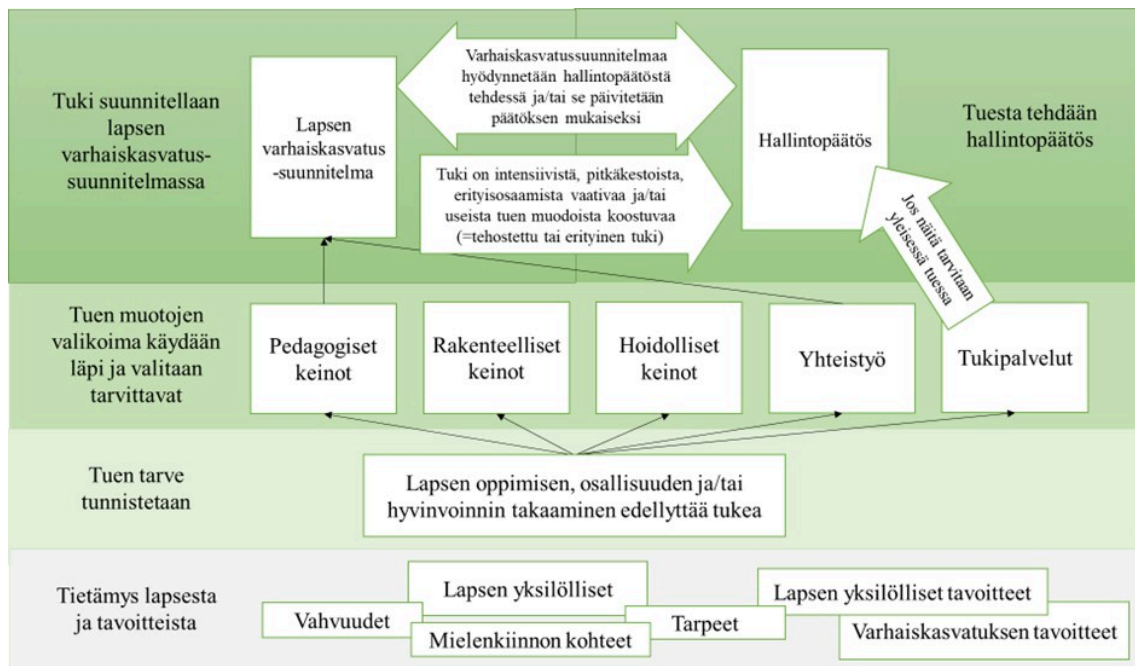 Tuki suunnitellaan
lapsen
varhaiskasvatus-
suunnitelmassa
Lapsen
varhaiskasvatus
-suunnitelma
Varhaiskasvatussuunnitelmaa
hyödynnetään hallintopäätöstä
tehdessä ja/tai se päivitetään
päätöksen mukaiseksi
Tuki on intensiivistä, pitkäkestoista,
erityisosaamista vaativaa ja/tai
useista tuen muodoista koostuvaa
(=tehostettu tai erityinen tuki)
Hallintopäätös
Tuesta tehdään
hallintopäätös
Jos näitä tarvitaan
yleisessä tuessa
Tuen muotojen
valikoima käydään
läpi ja valitaan
tarvittavat
Pedagogiset
keinot
Rakenteelliset
keinot
Hoidolliset
keinot
Yhteistyö
Tukipalvelut
Tuen tarve
tunnistetaan
Lapsen oppimisen, osallisuuden ja/tai
hyvinvoinnin takaaminen edellyttää tukea
Tietämys lapsesta
ja tavoitteista
Lapsen yksilölliset
Vahvuudet
Mielenkiinnon kohteet
Tarpeet
Lapsen yksilölliset tavoitteet
Varhaiskasvatuksen tavoitteet